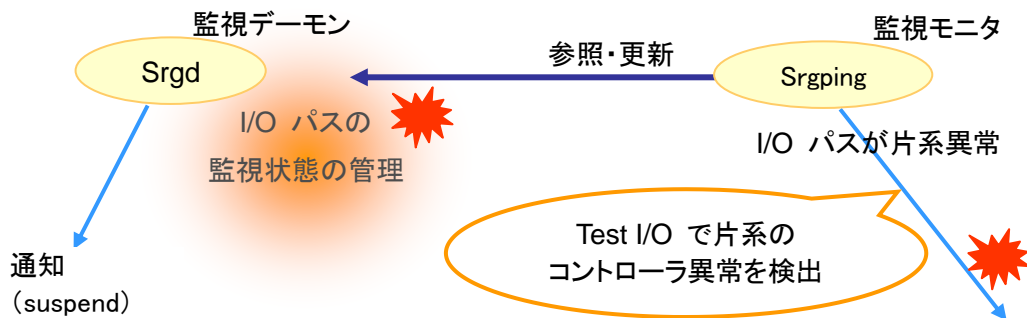 監視デーモン
監視モニタ
Srgd
参照・更新
Srgping
I/O パスの
監視状態の管理
I/O パスが片系異常
Test I/O で片系の
コントローラ異常を検出
通知
（suspend）